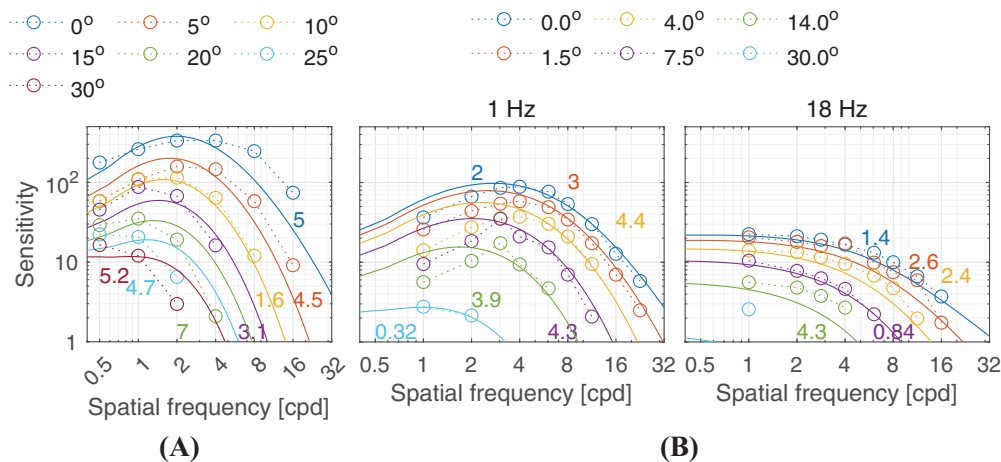 0° 5° 10°
15° 20° 25°
30°
0.0° 4.0° 14.0°
1.5° 7.5° 30.0°
1 Hz
18 Hz
Sensitivity
10²
10
1
5
4.5
1.6
3.1
7
4.7
5.2
0.5 1 2 4 8 16 32
Spatial frequency [cpd]
(A)
2
3
4.4
4.3
3.9
0.32
0.5 1 2 4 8 16 32
Spatial frequency [cpd]
1.4
2.6
2.4
0.84
4.3
0.5 1 2 4 8 16 32
Spatial frequency [cpd]
(B)